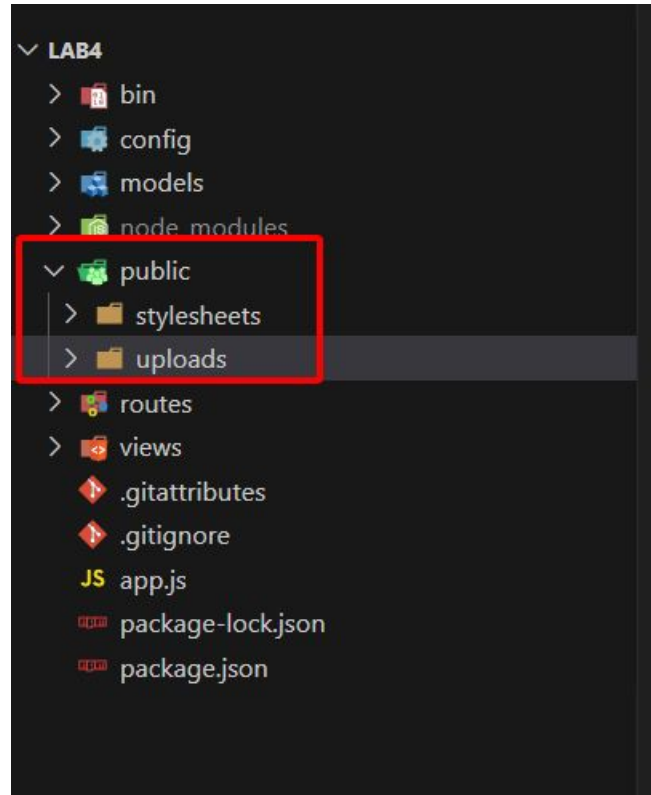 LAB4
bin
config
models
node_modules
public
stylesheets
uploads
routes
views
.gitattributes
.gitignore
JS app.js
package-lock.json
package.json